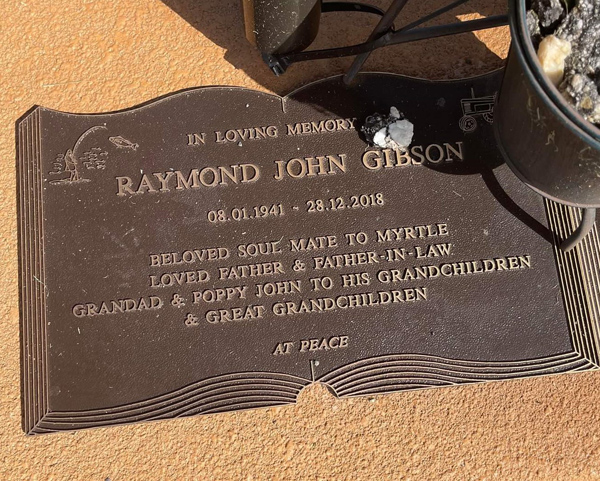 IN LOVING MEMORY
RAYMOND JOHN GIBSON
08.01.1941 - 28.12.2018
BELOVED SOUL MATE TO MYRTLE
LOVED FATHER & FATHER-IN-LAW
GRANDAD & POPPY JOHN TO HIS GRANDCHILDREN
& GREAT GRANDCHILDREN
AT PEACE